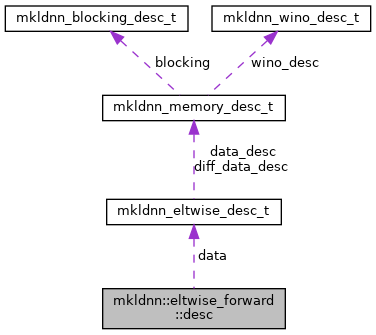 mkldnn_blocking_desc_t
mkldnn_wino_desc_t
blocking
wino_desc
mkldnn_memory_desc_t
data_desc
diff_data_desc
mkldnn_eltwise_desc_t
data
mkldnn::eltwise_forward
::desc